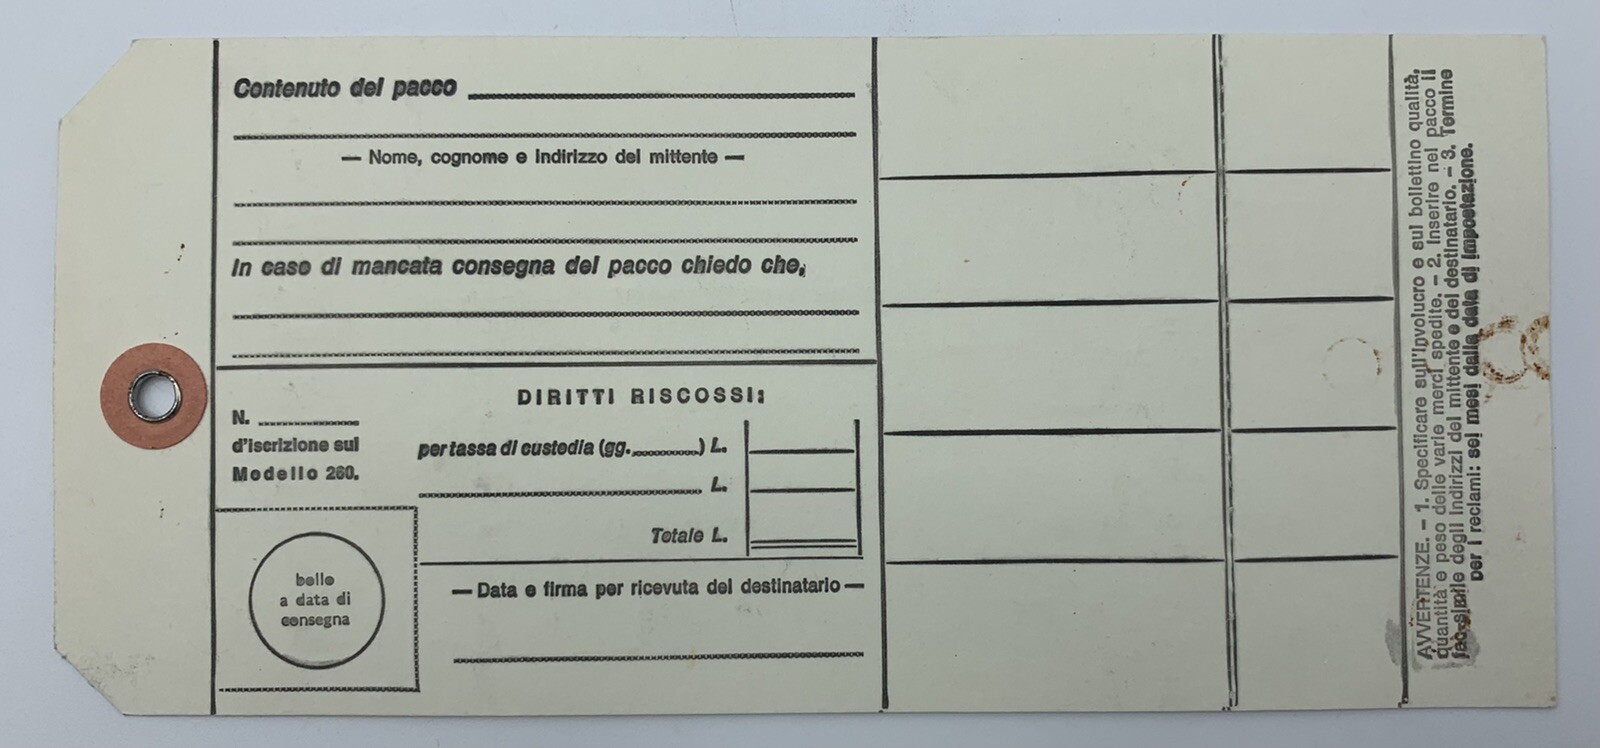 Contenuto del pacco
— Nome, cognome e indirizzo del mittente —
In caso di mancata consegna del pacco chiedo che,
DIRITTI RISCOSSI:
N.
d'iscrizione sul
Modello 260.
per tassa di custodia (gg...........) L.
L.
Totale L.
bollo
a data di
consegna
— Data e firma per ricevuta del destinatario —
AVVERTENZE. – 1. Specificare sull'involucro e sul bollettino qualità,
quantità e peso delle varie merci spedite. – 2. Inserire nel pacco il
fac-simile degli indirizzi del mittente e del destinatario. – 3. Termine
per i reclami: sei mesi dalla data di impostazione.